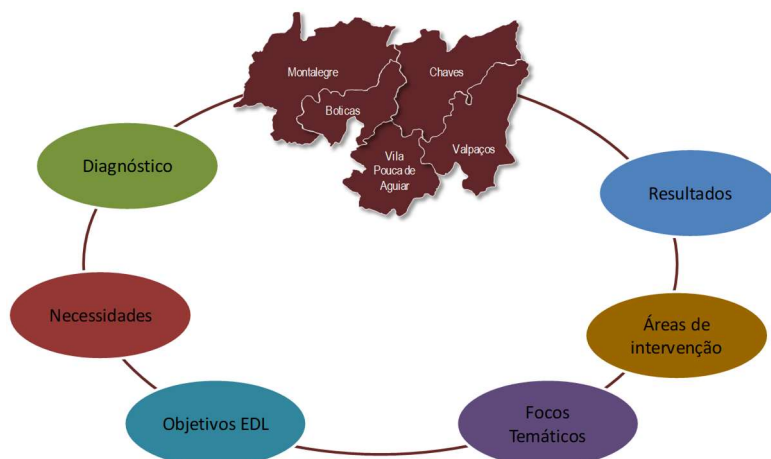 Montalegre
Chaves
Boticas
Vila
Pouca de
Aguiar
Valpaços
Diagnóstico
Resultados
Necessidades
Áreas de
intervenção
Objetivos EDL
Focos
Temáticos